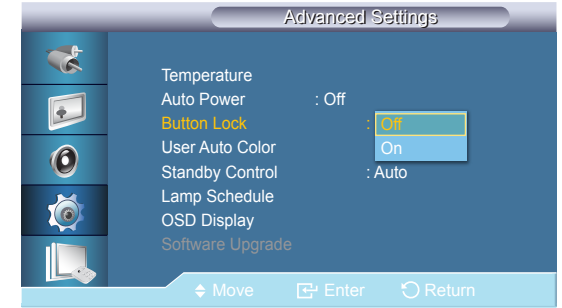 Advanced Settings
Temperature
Auto Power : Off
Button Lock : Off
On
User Auto Color
Standby Control : Auto
Lamp Schedule
OSD Display
Software Upgrade
Move Enter Return